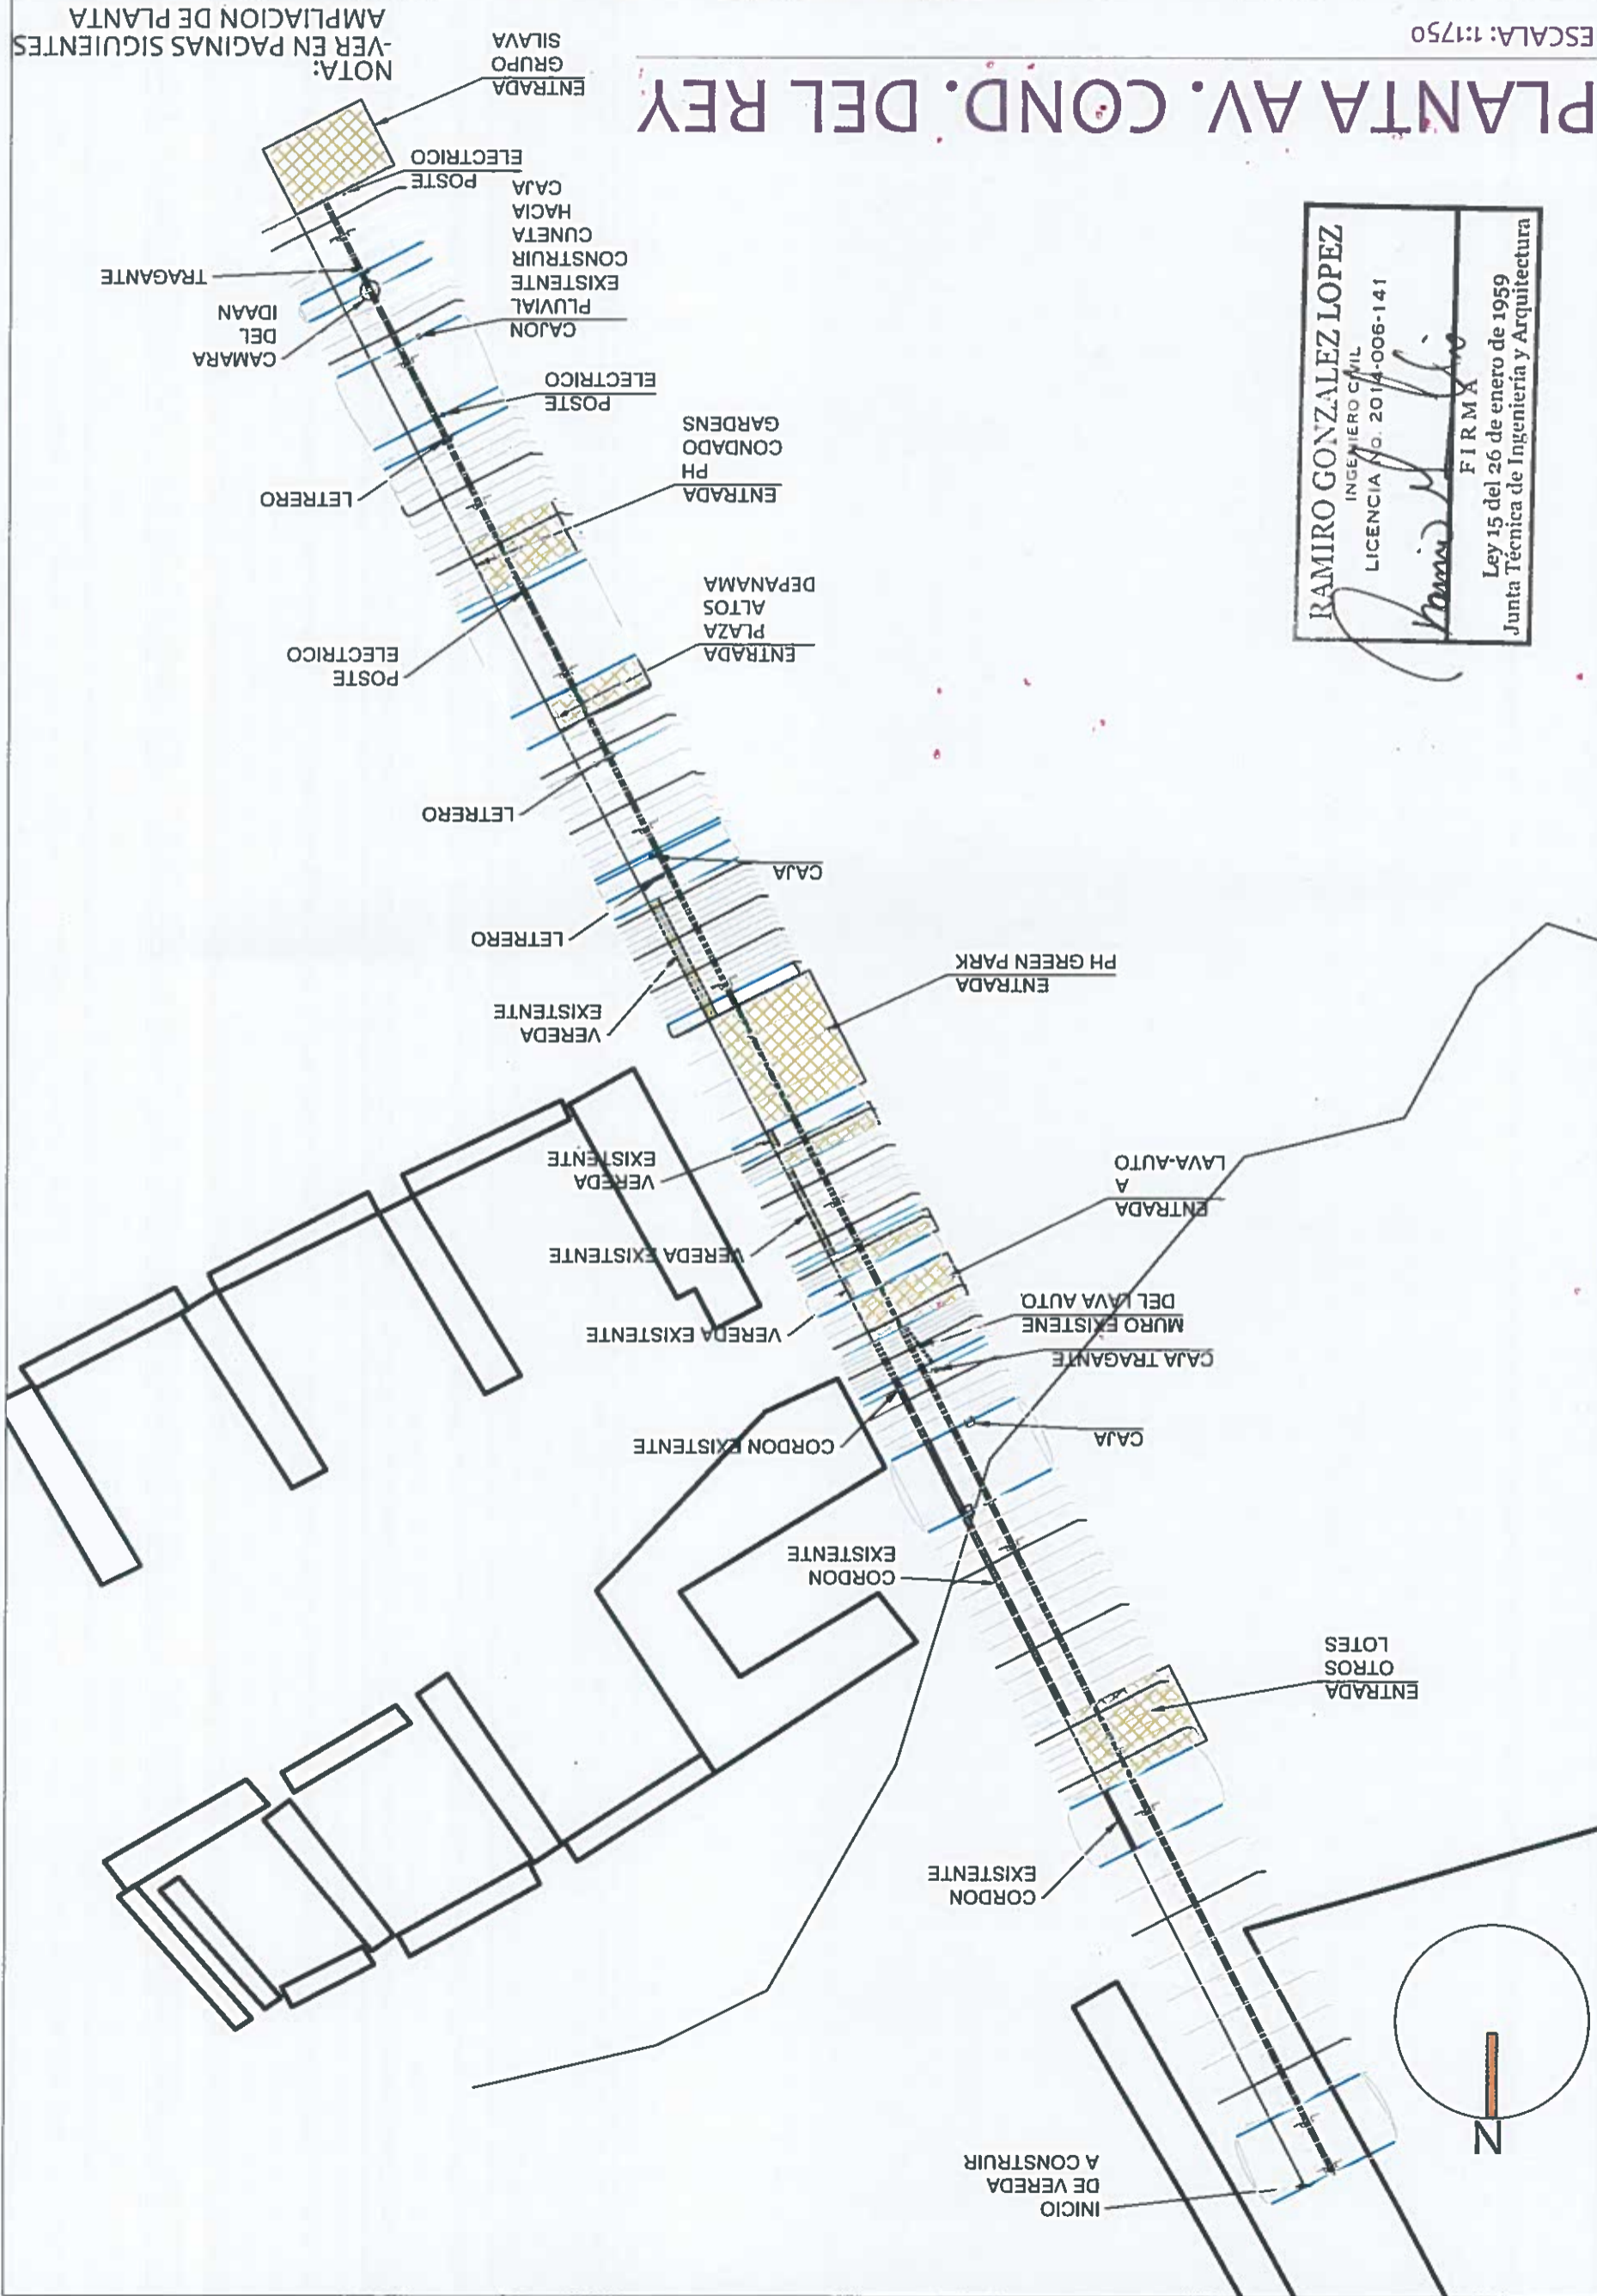 INICIO
DE VEREDA
A CONSTRUIR
N
CORDON
EXISTENTE
ENTRADA
OTROS
LOTES
CORDON
EXISTENTE
CAJA
CORDON EXISTENTE
CAJA TRAGANTE
MURO EXISTENE
DEL LAVA AUTO
VEREDA EXISTENTE
ENTRADA
A
LAVA-AUTO
VEREDA EXISTENTE
VEREDA
EXISTENTE
ENTRADA
PH GREEN PARK
VEREDA
EXISTENTE
LETRERO
CAJA
LETRERO
ENTRADA
PLAZA
ALTOS
DEPANAMA
POSTE
ELECTRICO
ENTRADA
PH
CONDADO
GARDENS
LETRERO
POSTE
ELECTRICO
CAMARA
DEL
IDAAN
CAJON
PLUVIAL
EXISTENTE
CONSTRUIR
CUNETA
HACIA
CAJA
TRAGANTE
POSTE
ELECTRICO
ENTRADA
GRUPO
SILAVA
NOTA:
-VER EN PAGINAS SIGUIENTES
AMPLIACION DE PLANTA
RAMIRO GONZALEZ LOPEZ
INGENIERO CIVIL
LICENCIA NO. 2014-006-141
FIRMA
Ley 15 del 26 de enero de 1959
Junta Técnica de Ingeniería y Arquitectura
PLANTA AV. COND. DEL REY
ESCALA: 1:1750